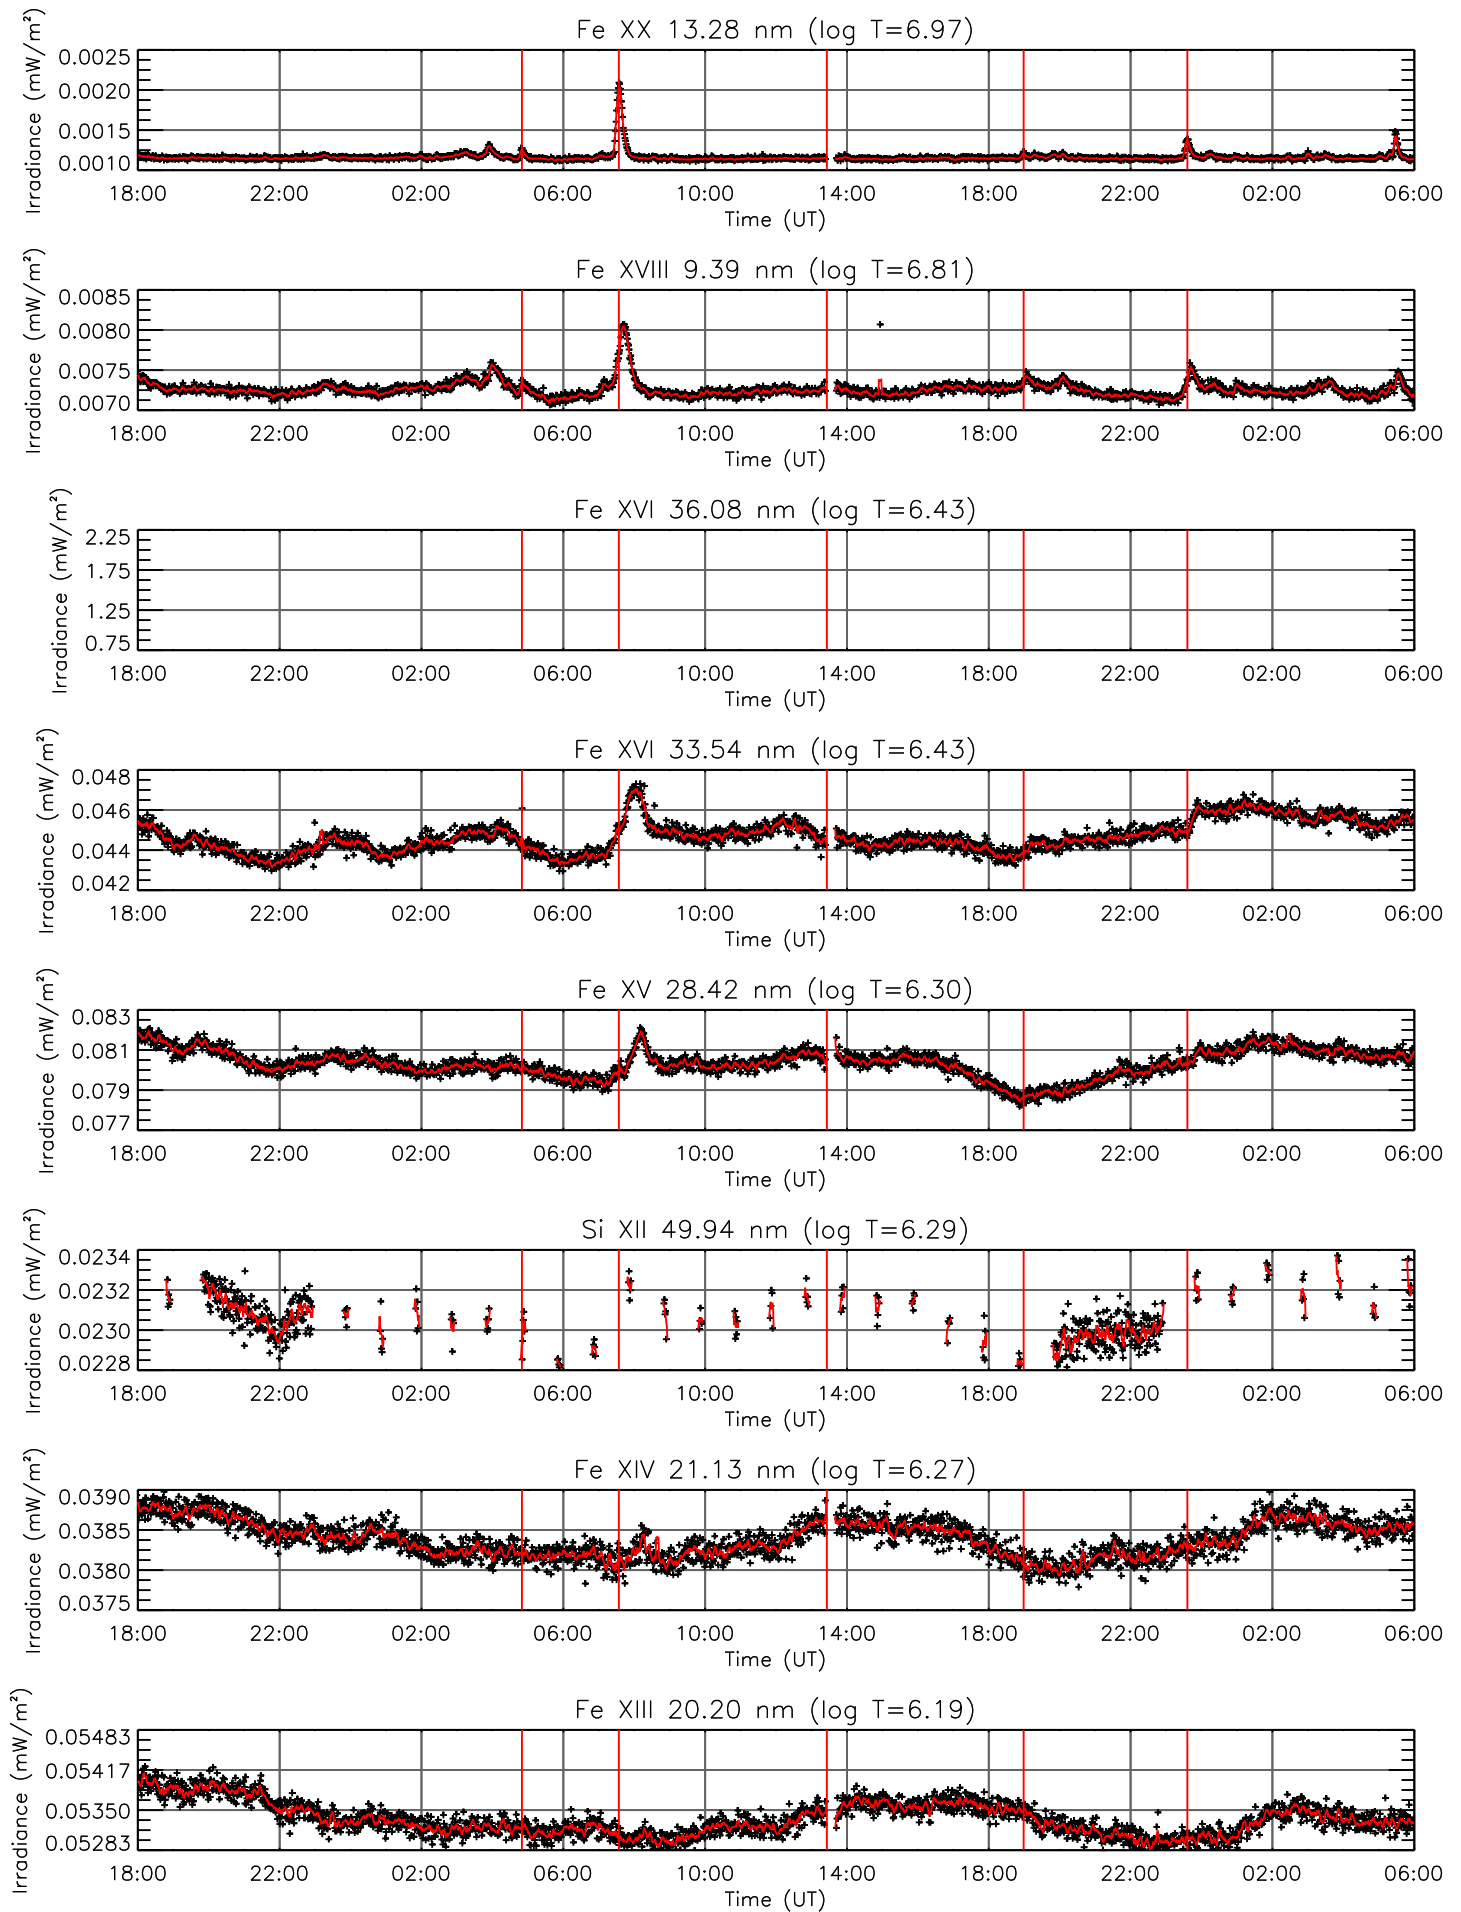 Fe XX 13.28 nm (log T=6.97)
Irradiance (mW/m²)
0.0025
0.0020
0.0015
0.0010
18:00 22:00 02:00 06:00 10:00 14:00 18:00 22:00 02:00 06:00
Time (UT)
Fe XVIII 9.39 nm (log T=6.81)
Irradiance (mW/m²)
0.0085
0.0080
0.0075
0.0070
18:00 22:00 02:00 06:00 10:00 14:00 18:00 22:00 02:00 06:00
Time (UT)
Fe XVI 36.08 nm (log T=6.43)
Irradiance (mW/m²)
2.25
1.75
1.25
0.75
18:00 22:00 02:00 06:00 10:00 14:00 18:00 22:00 02:00 06:00
Time (UT)
Fe XVI 33.54 nm (log T=6.43)
Irradiance (mW/m²)
0.048
0.046
0.044
0.042
18:00 22:00 02:00 06:00 10:00 14:00 18:00 22:00 02:00 06:00
Time (UT)
Fe XV 28.42 nm (log T=6.30)
Irradiance (mW/m²)
0.083
0.081
0.079
0.077
18:00 22:00 02:00 06:00 10:00 14:00 18:00 22:00 02:00 06:00
Time (UT)
Si XII 49.94 nm (log T=6.29)
Irradiance (mW/m²)
0.0234
0.0232
0.0230
0.0228
18:00 22:00 02:00 06:00 10:00 14:00 18:00 22:00 02:00 06:00
Time (UT)
Fe XIV 21.13 nm (log T=6.27)
Irradiance (mW/m²)
0.0390
0.0385
0.0380
0.0375
18:00 22:00 02:00 06:00 10:00 14:00 18:00 22:00 02:00 06:00
Time (UT)
Fe XIII 20.20 nm (log T=6.19)
Irradiance (mW/m²)
0.05483
0.05417
0.05350
0.05283
18:00 22:00 02:00 06:00 10:00 14:00 18:00 22:00 02:00 06:00
Time (UT)